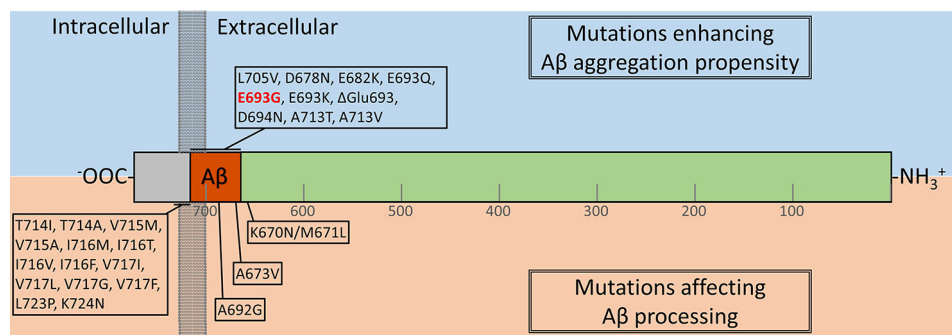 Intracellular
Extracellular
Mutations enhancing
Aβ aggregation propensity
L705V, D678N, E682K, E693Q,
E693G, E693K, ΔGlu693,
D694N, A713T, A713V
⁻OOC
Aβ
NH₃⁺
700
600
500
400
300
200
100
T714I, T714A, V715M,
V715A, I716M, I716T,
I716V, I716F, V717I,
V717L, V717G, V717F,
L723P, K724N
K670N/M671L
A673V
A692G
Mutations affecting
Aβ processing